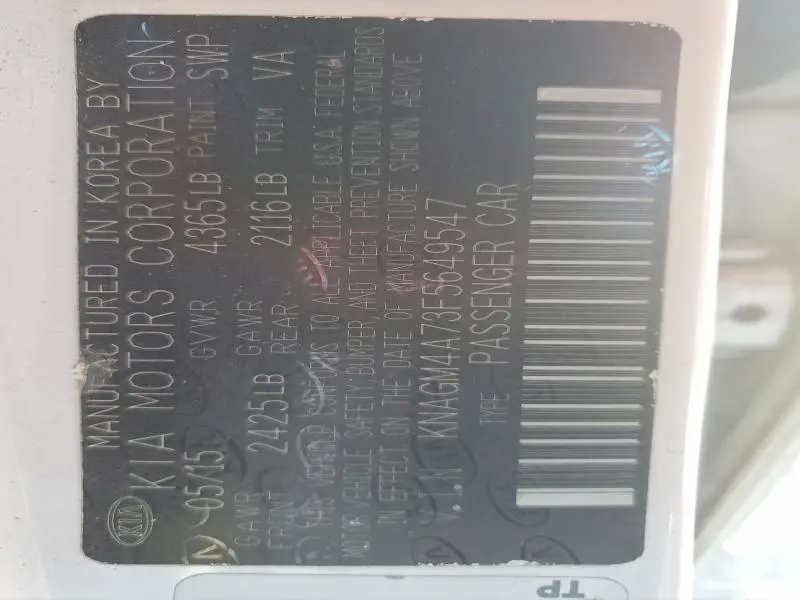 MANUFACTURED IN KOREA BY
KIA KIA MOTORS CORPORATION
05/15 GVWR 4365LB PAINT SWP
GAWR FRONT 2425LB GAWR REAR 2116LB TRIM VA
THIS VEHICLE CONFORMS TO ALL APPLICABLE U.S.A. FEDERAL
MOTOR VEHICLE SAFETY, BUMPER AND THEFT PREVENTION STANDARDS
IN EFFECT ON THE DATE OF MANUFACTURE SHOWN ABOVE
V.I.N KNAGM4A73F5649547
TYPE PASSENGER CAR
TP